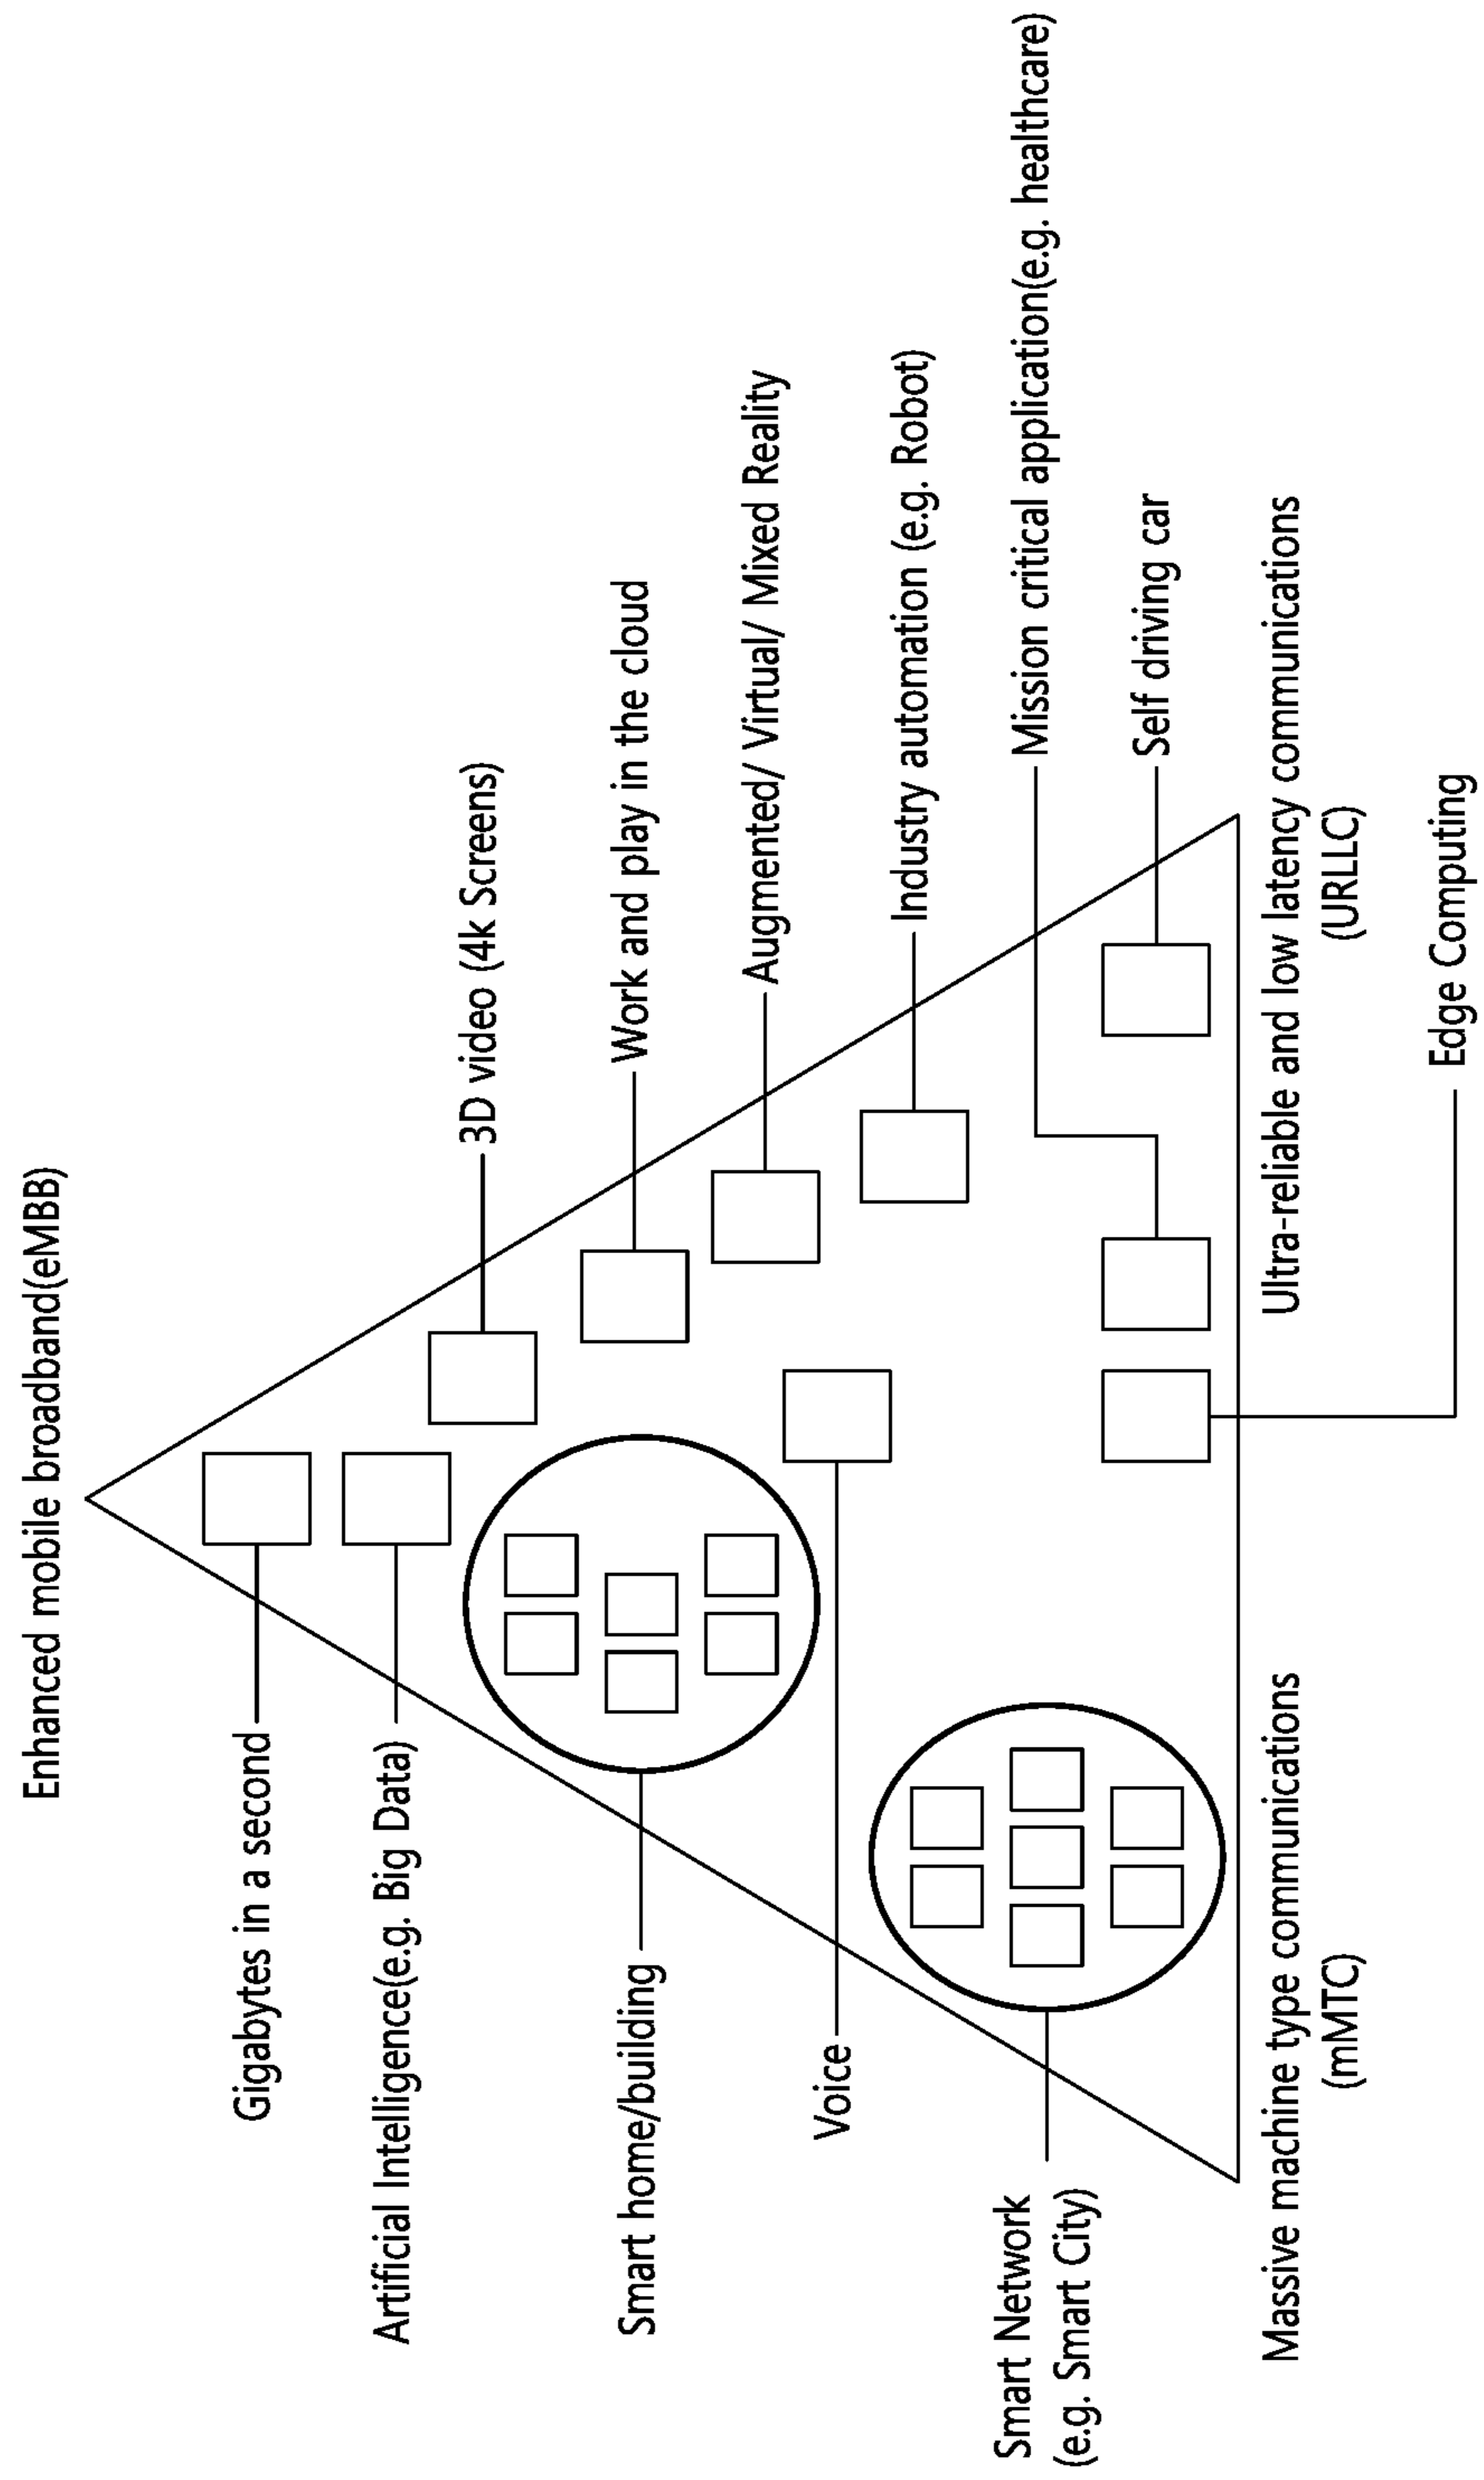 Enhanced mobile broadband(eMBB)
Gigabytes in a second
Artificial Intelligence(e.g. Big Data)
3D video (4k Screens)
Smart home/building
Work and play in the cloud
Augmented/ Virtual/ Mixed Reality
Voice
Industry automation (e.g. Robot)
Smart Network
(e.g. Smart City)
Mission critical application(e.g. healthcare)
Self driving car
Massive machine type communications
(mMTC)
Ultra-reliable and low latency communications
(URLLC)
Edge Computing